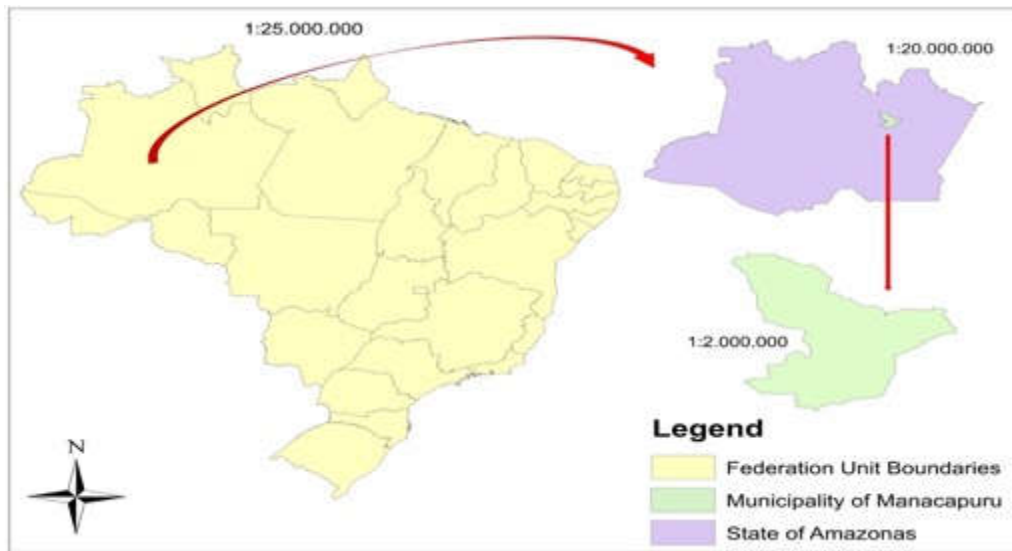 1:25.000.000
1:20.000.000
1:2.000.000
N
Legend
Federation Unit Boundaries
Municipality of Manacapuru
State of Amazonas